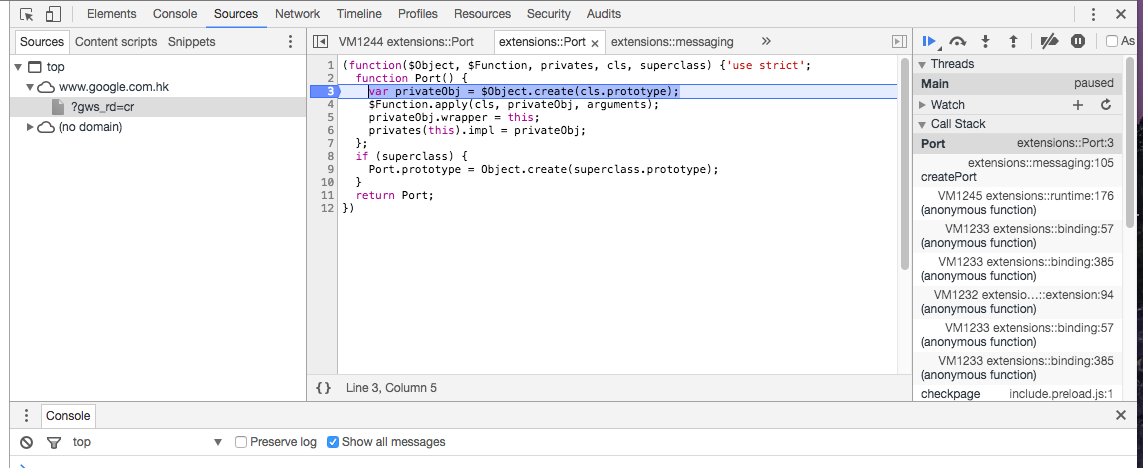 Elements Console Sources Network Timeline Profiles Resources Security Audits
Sources Content scripts Snippets
VM1244 extensions::Port extensions::Port × extensions::messaging »
As
top
www.google.com.hk
?gws_rd=cr
(no domain)
1 (function($Object, $Function, privates, cls, superclass) {'use strict';
2 function Port() {
3 var privateObj = $Object.create(cls.prototype);
4 $Function.apply(cls, privateObj, arguments);
5 privateObj.wrapper = this;
6 privates(this).impl = privateObj;
7 };
8 if (superclass) {
9 Port.prototype = Object.create(superclass.prototype);
10 }
11 return Port;
12 })
{} Line 3, Column 5
Threads
Main paused
Watch
Call Stack
Port extensions::Port:3
extensions::messaging:105
createPort
VM1245 extensions::runtime:176
(anonymous function)
VM1233 extensions::binding:57
(anonymous function)
VM1233 extensions::binding:385
(anonymous function)
VM1232 extensio…::extension:94
(anonymous function)
VM1233 extensions::binding:57
(anonymous function)
VM1233 extensions::binding:385
(anonymous function)
checkpage include.preload.js:1
Console
top Preserve log Show all messages